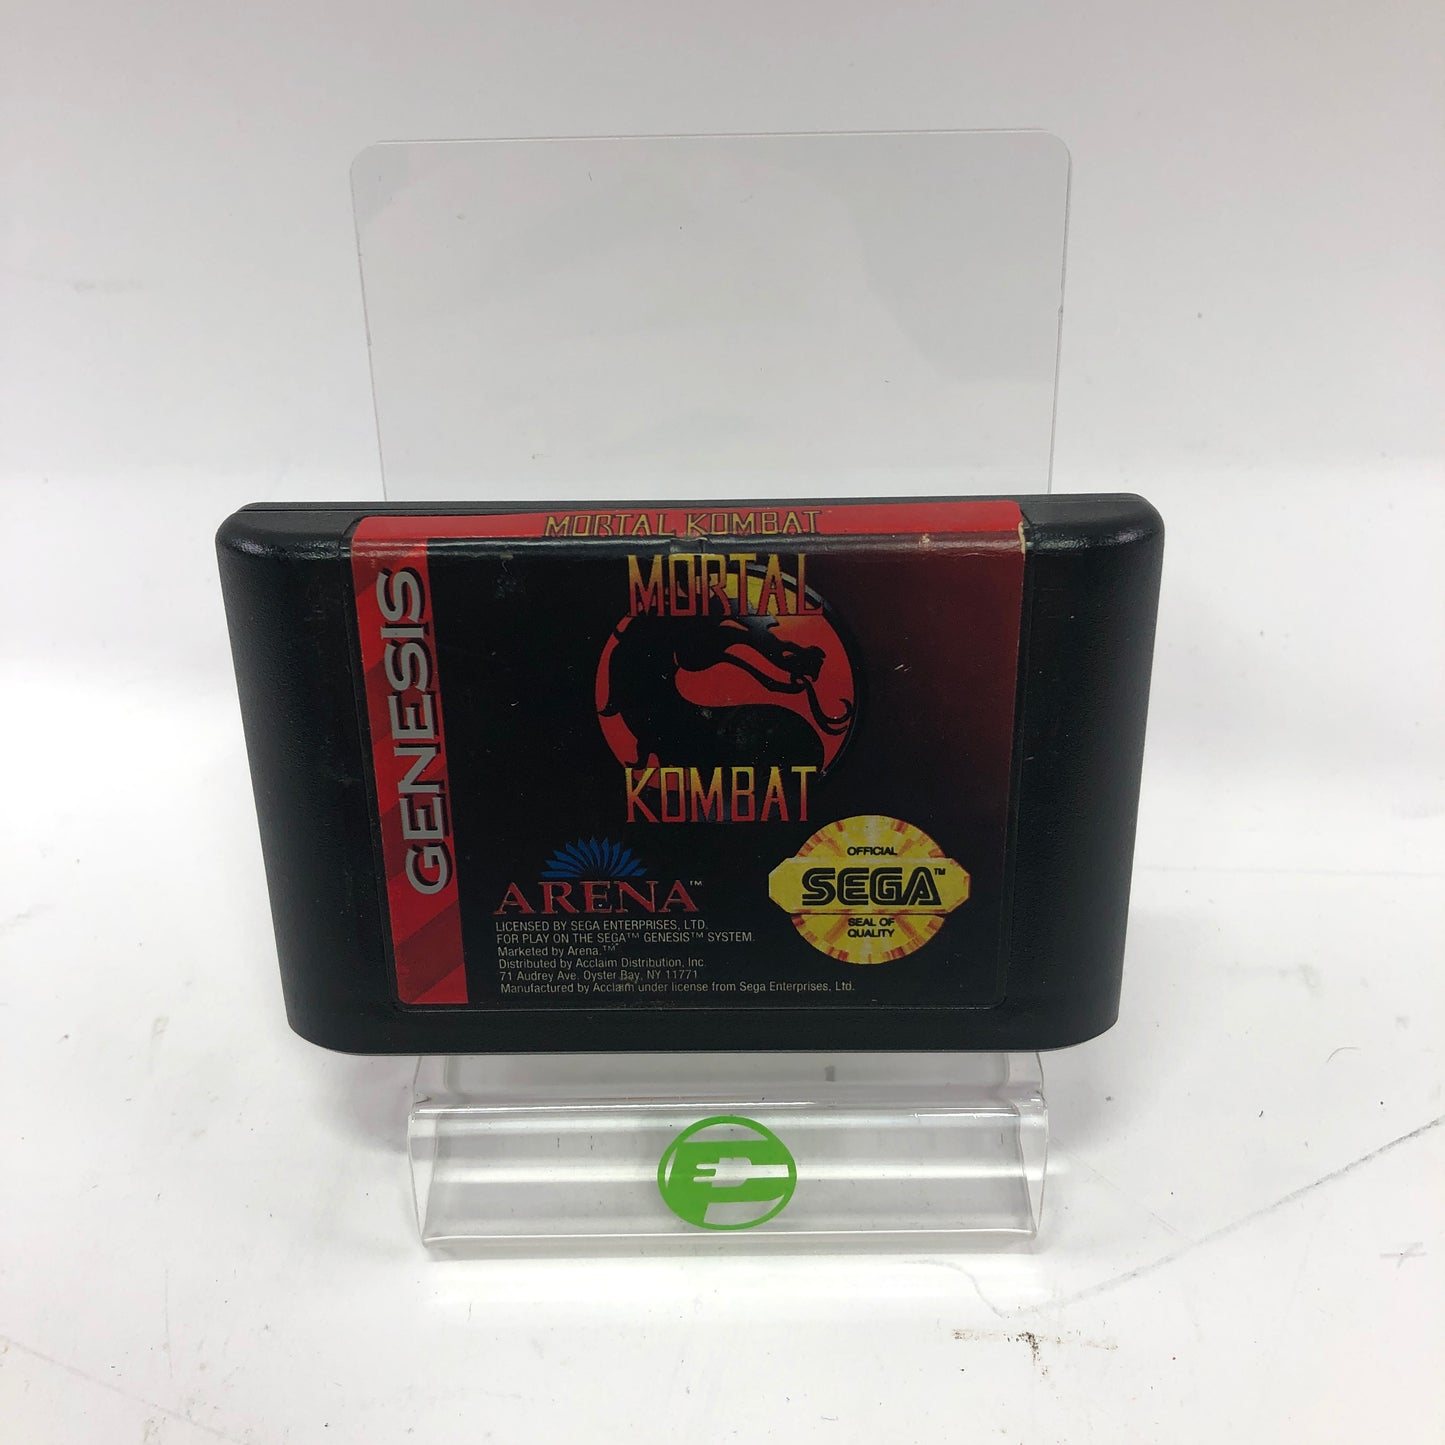 MORTAL KOMBAT
GENESIS
MORTAL
KOMBAT
ARENA™
LICENSED BY SEGA ENTERPRISES, LTD.
FOR PLAY ON THE SEGA™ GENESIS™ SYSTEM.
Marketed by Arena.™
Distributed by Acclaim Distribution, Inc.
71 Audrey Ave. Oyster Bay, NY 11771
Manufactured by Acclaim under license from Sega Enterprises, Ltd.
OFFICIAL
SEGA™
SEAL OF
QUALITY